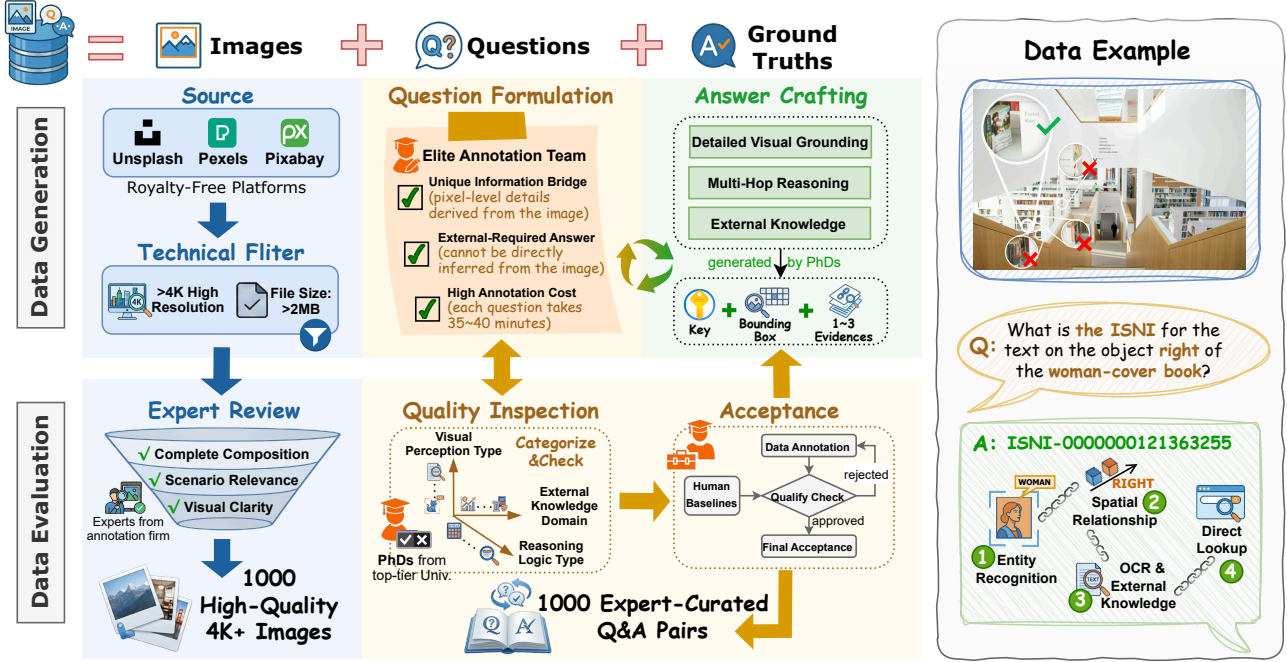 IMAGE
Q
A
Images
Q?
Questions
A
Ground
Truths
Data Generation
Source
Unsplash
Pexels
px
Pixabay
Royalty-Free Platforms
Technical Fliter
4K
>4K High
Resolution
File Size:
>2MB
Question Formulation
Elite Annotation Team
Unique Information Bridge
(pixel-level details
derived from the image)
External-Required Answer
(cannot be directly
inferred from the image)
High Annotation Cost
(each question takes
35~40 minutes)
Answer Crafting
Detailed Visual Grounding
Multi-Hop Reasoning
External Knowledge
generated by PhDs
Key
Bounding
Box
1~3
Evidences
Data Evaluation
Expert Review
Complete Composition
Scenario Relevance
Visual Clarity
Experts from
annotation firm
1000
High-Quality
4K+ Images
Quality Inspection
Visual
Perception Type
Categorize
&Check
External
Knowledge
Domain
Reasoning
Logic Type
PhDs from
top-tier Univ.
Acceptance
Data Annotation
rejected
Human
Baselines
Qualify Check
approved
Final Acceptance
Q
A
1000 Expert-Curated
Q&A Pairs
Data Example
Q: What is the ISNI for the
text on the object right of
the woman-cover book?
A: ISNI-0000000121363255
WOMAN
1 Entity
Recognition
RIGHT
Spatial 2
Relationship
TEXT
3 OCR &
External
Knowledge
Direct
Lookup
4